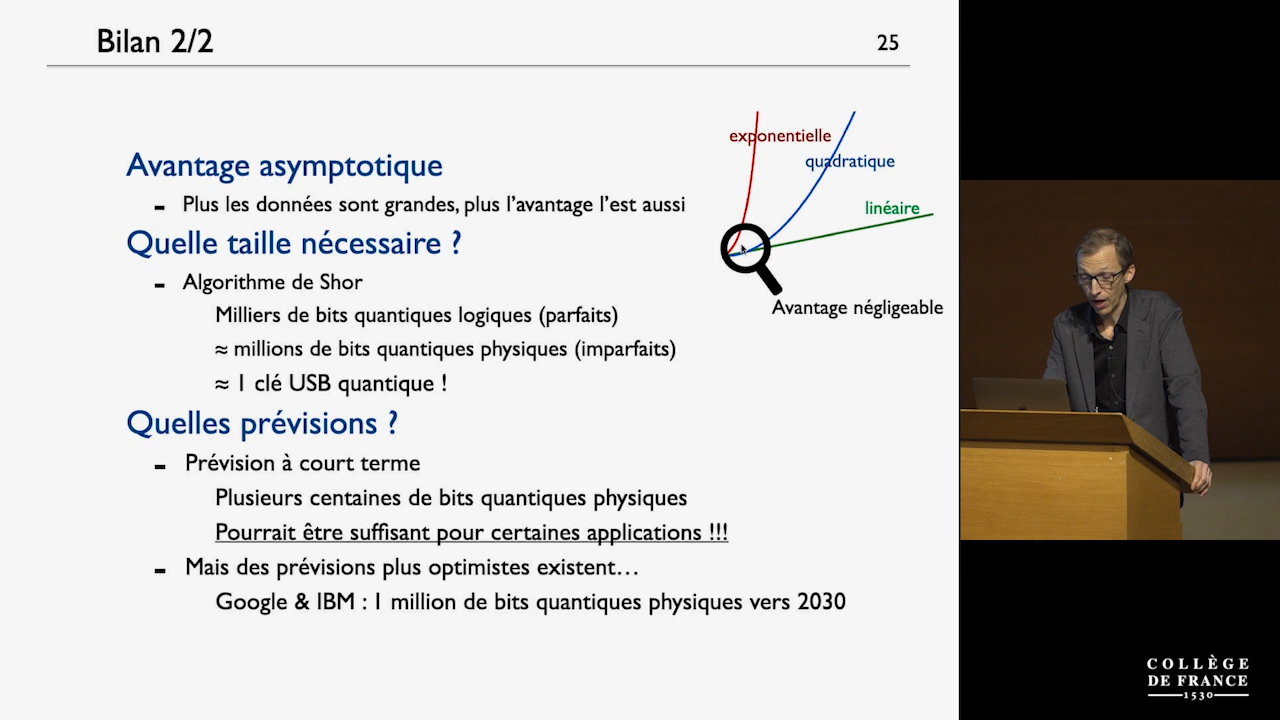 Bilan 2/2
25
Avantage asymptotique
- Plus les données sont grandes, plus l'avantage l'est aussi
Quelle taille nécessaire ?
- Algorithme de Shor
Milliers de bits quantiques logiques (parfaits)
≈ millions de bits quantiques physiques (imparfaits)
≈ 1 clé USB quantique !
Quelles prévisions ?
- Prévision à court terme
Plusieurs centaines de bits quantiques physiques
Pourrait être suffisant pour certaines applications !!!
- Mais des prévisions plus optimistes existent…
Google & IBM : 1 million de bits quantiques physiques vers 2030
exponentielle
quadratique
linéaire
Avantage négligeable
COLLÈGE
DE FRANCE
1530